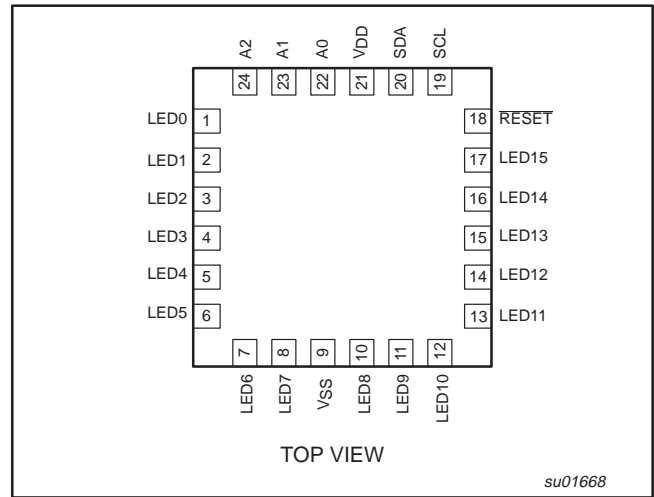 A2 A1 A0 VDD SDA SCL
24 23 22 21 20 19
LED0 1 18 RESET
LED1 2 17 LED15
LED2 3 16 LED14
LED3 4 15 LED13
LED4 5 14 LED12
LED5 6 13 LED11
7 8 9 10 11 12
LED6 LED7 VSS LED8 LED9 LED10
TOP VIEW
su01668